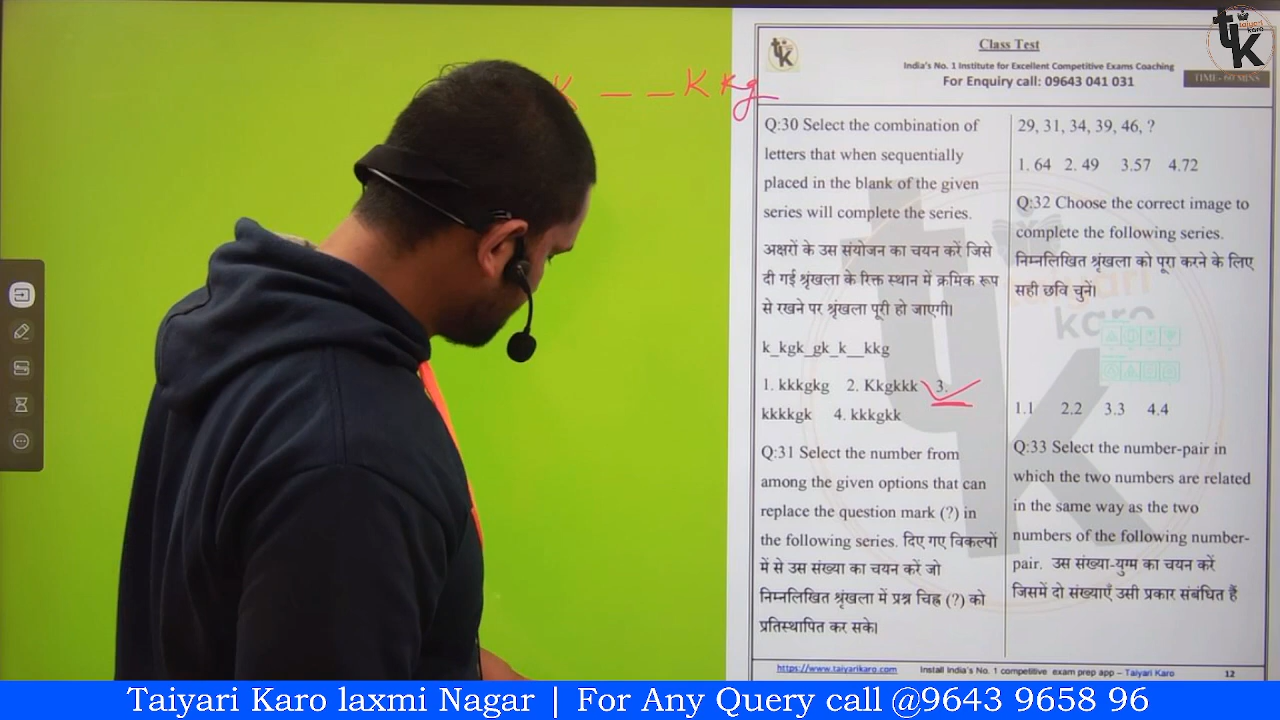 K _ _ K kg _
tk
taiyari
karo
Class Test
India's No. 1 Institute for Excellent Competitive Exams Coaching
For Enquiry call: 09643 041 031
TIME - 60 MINS
Q:30 Select the combination of
letters that when sequentially
placed in the blank of the given
series will complete the series.
अक्षरों के उस संयोजन का चयन करें जिसे
दी गई श्रृंखला के रिक्त स्थान में क्रमिक रूप
से रखने पर श्रृंखला पूरी हो जाएगी।
k_kgk_gk_k__kkg
1. kkkgkg 2. Kkgkkk 3.
kkkkgk 4. kkkgkk
Q:31 Select the number from
among the given options that can
replace the question mark (?) in
the following series. दिए गए विकल्पों
में से उस संख्या का चयन करें जो
निम्नलिखित श्रृंखला में प्रश्न चिह्न (?) को
प्रतिस्थापित कर सके।
29, 31, 34, 39, 46, ?
1. 64 2. 49 3.57 4.72
Q:32 Choose the correct image to
complete the following series.
निम्नलिखित श्रृंखला को पूरा करने के लिए
सही छवि चुनें।
1.1 2.2 3.3 4.4
Q:33 Select the number-pair in
which the two numbers are related
in the same way as the two
numbers of the following number-
pair. उस संख्या-युग्म का चयन करें
जिसमें दो संख्याएँ उसी प्रकार संबंधित हैं
https://www.taiyarikaro.com Install India's No. 1 competitive exam prep app – Taiyari Karo 12
Taiyari Karo laxmi Nagar | For Any Query call @9643 9658 96